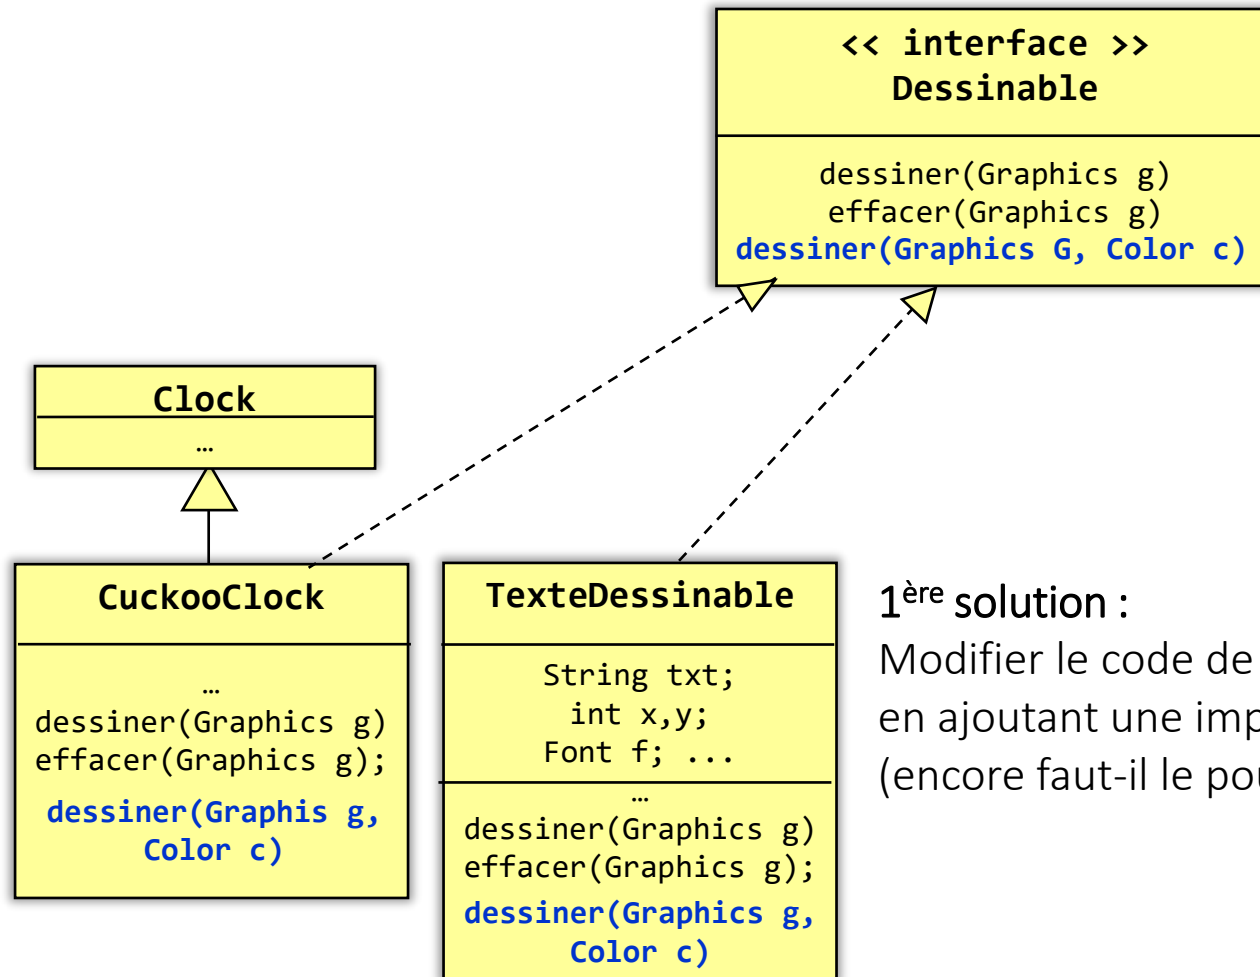 << interface >>
Dessinable
dessiner(Graphics g)
effacer(Graphics g)
dessiner(Graphics G, Color c)
Clock
…
CuckooClock
…
dessiner(Graphics g)
effacer(Graphics g);
dessiner(Graphis g,
Color c)
TexteDessinable
String txt;
int x,y;
Font f; ...
…
dessiner(Graphics g)
effacer(Graphics g);
dessiner(Graphics g,
Color c)
1ère solution :
Modifier le code de
en ajoutant une
(encore faut-il le